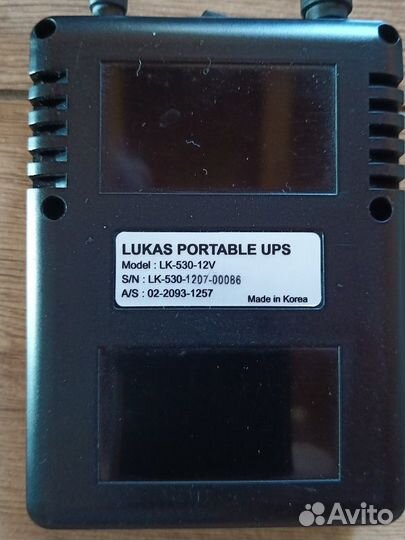 LUKAS PORTABLE UPS
Model : LK-530-12V
S/N : LK-530-1207-00086
A/S : 02-2093-1257
Made in Korea
Avito